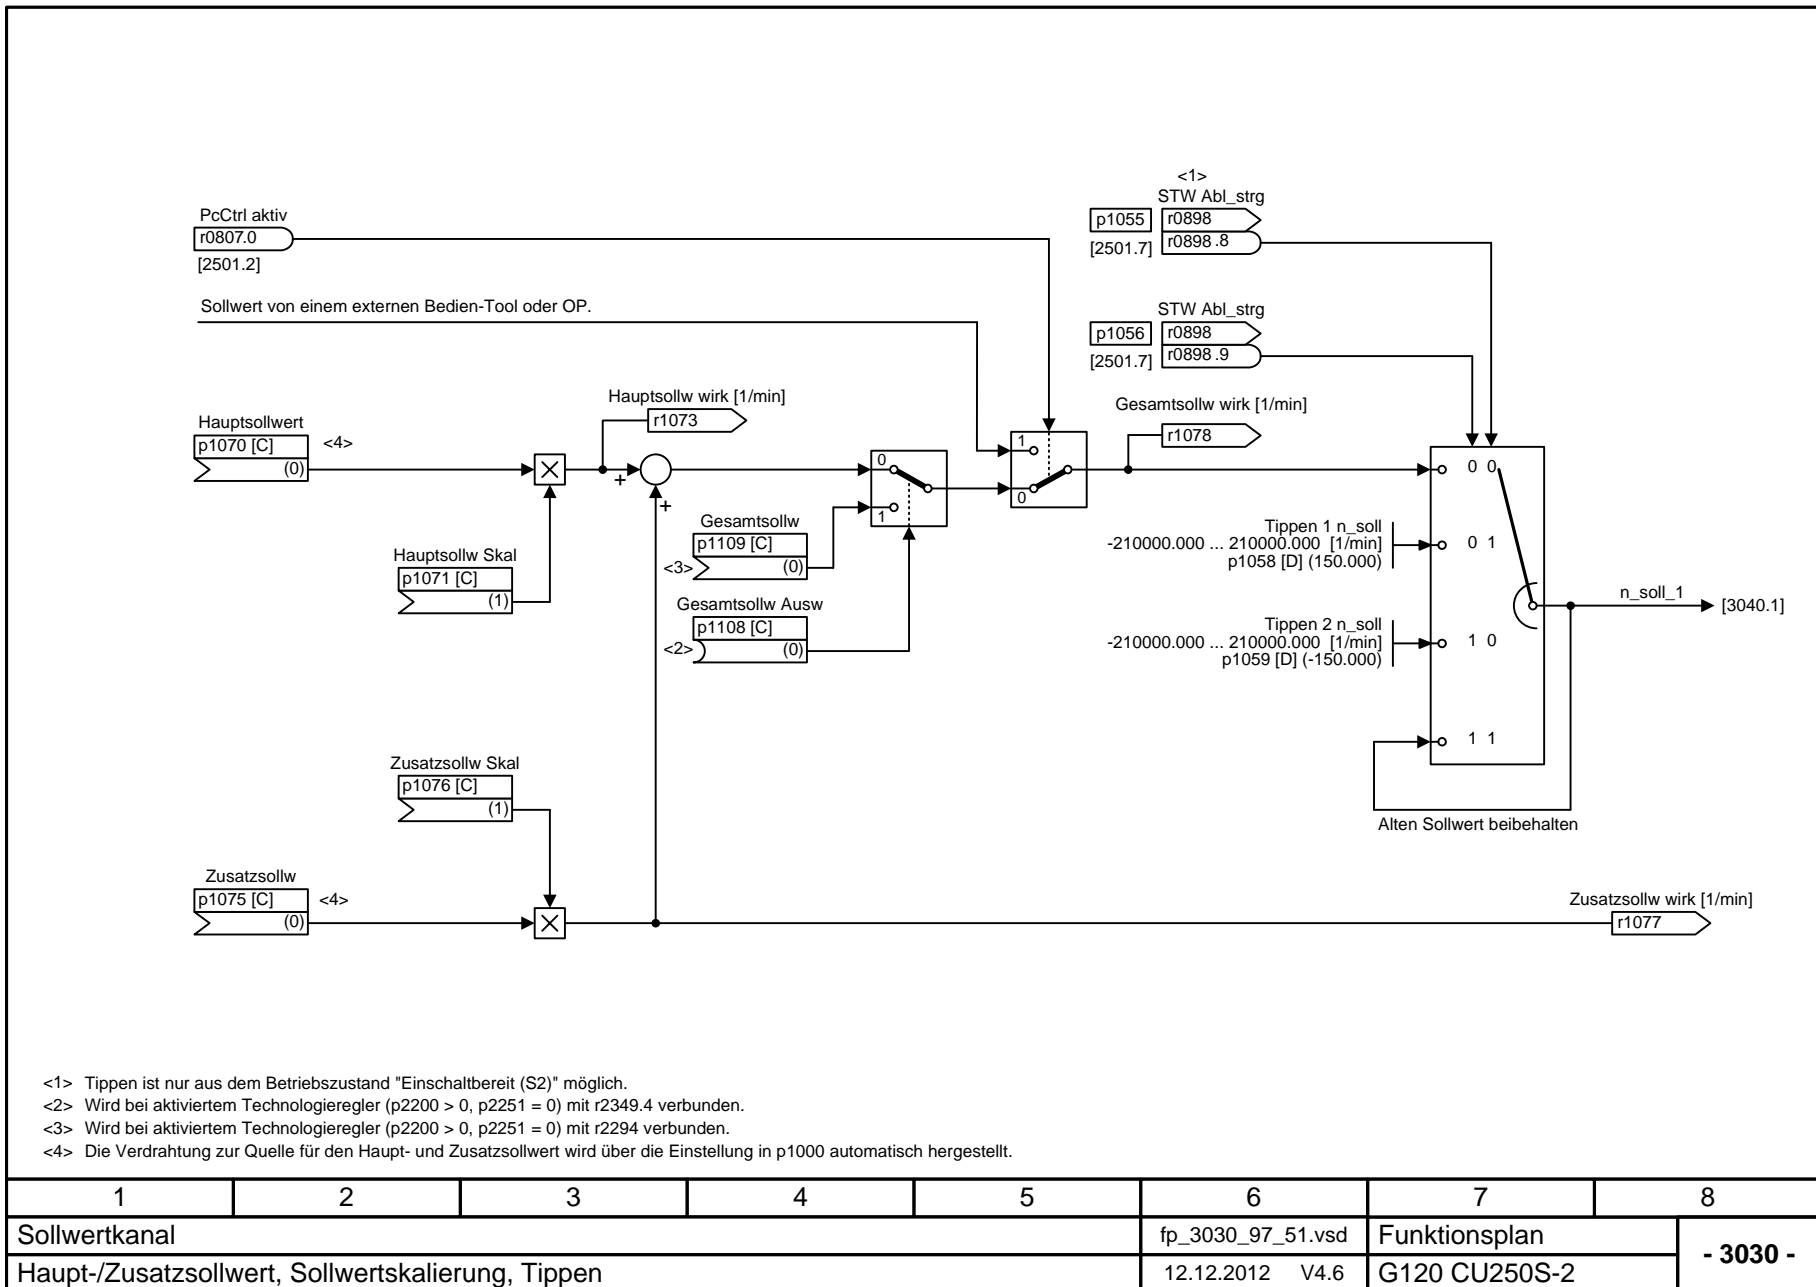 <1>
STW Abl_strg
p1055
r0898
[2501.7]
r0898 .8
PcCtrl aktiv
r0807.0
[2501.2]
Sollwert von einem externen Bedien-Tool oder OP.
STW Abl_strg
p1056
r0898
[2501.7]
r0898 .9
Hauptsollw wirk [1/min]
r1073
Gesamtsollw wirk [1/min]
r1078
Hauptsollwert
p1070 [C]
<4>
(0)
+
+
0
1
1
0
0 0
Hauptsollw Skal
p1071 [C]
(1)
Gesamtsollw
p1109 [C]
<3>
(0)
Gesamtsollw Ausw
p1108 [C]
<2>
(0)
Tippen 1 n_soll
-210000.000 ... 210000.000 [1/min]
p1058 [D] (150.000)
0 1
n_soll_1
[3040.1]
Tippen 2 n_soll
-210000.000 ... 210000.000 [1/min]
p1059 [D] (-150.000)
1 0
1 1
Alten Sollwert beibehalten
Zusatzsollw Skal
p1076 [C]
(1)
Zusatzsollw
p1075 [C]
<4>
(0)
Zusatzsollw wirk [1/min]
r1077
<1> Tippen ist nur aus dem Betriebszustand "Einschaltbereit (S2)" möglich.
<2> Wird bei aktiviertem Technologieregler (p2200 > 0, p2251 = 0) mit r2349.4 verbunden.
<3> Wird bei aktiviertem Technologieregler (p2200 > 0, p2251 = 0) mit r2294 verbunden.
<4> Die Verdrahtung zur Quelle für den Haupt- und Zusatzsollwert wird über die Einstellung in p1000 automatisch hergestellt.
1 2 3 4 5 6 7 8
Sollwertkanal
fp_3030_97_51.vsd
Funktionsplan
- 3030 -
Haupt-/Zusatzsollwert, Sollwertskalierung, Tippen
12.12.2012 V4.6
G120 CU250S-2